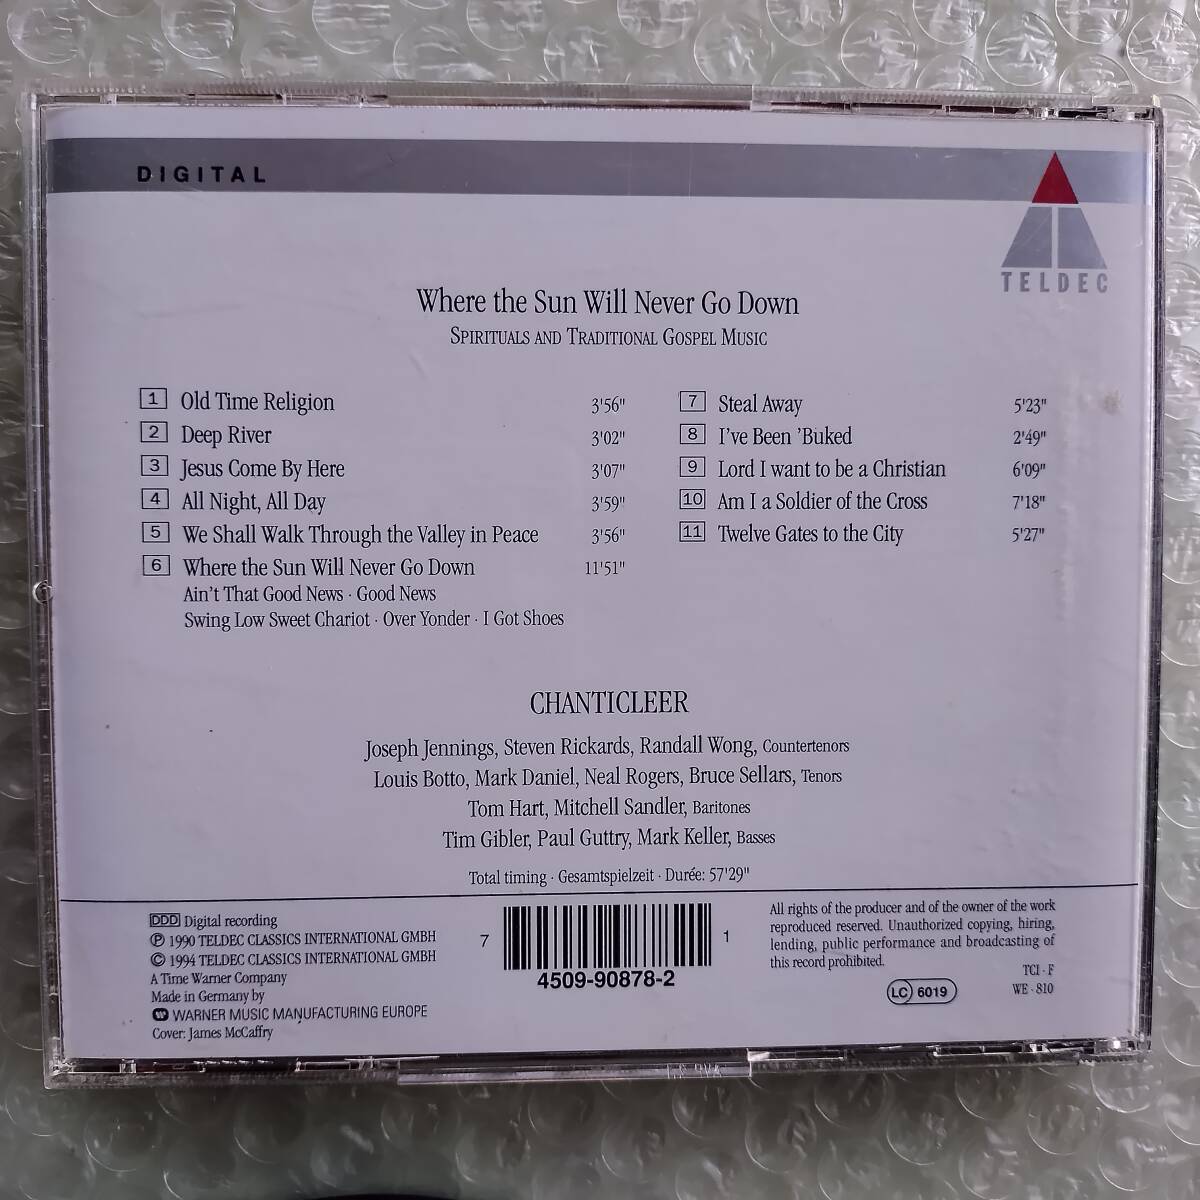 DIGITAL
TELDEC
Where the Sun Will Never Go Down
SPIRITUALS AND TRADITIONAL GOSPEL MUSIC
1 Old Time Religion 3'56"
2 Deep River 3'02"
3 Jesus Come By Here 3'07"
4 All Night, All Day 3'59"
5 We Shall Walk Through the Valley in Peace 3'56"
6 Where the Sun Will Never Go Down 11'51"
Ain't That Good News · Good News
Swing Low Sweet Chariot · Over Yonder · I Got Shoes
7 Steal Away 5'23"
8 I've Been 'Buked 2'49"
9 Lord I want to be a Christian 6'09"
10 Am I a Soldier of the Cross 7'18"
11 Twelve Gates to the City 5'27"
CHANTICLEER
Joseph Jennings, Steven Rickards, Randall Wong, Countertenors
Louis Botto, Mark Daniel, Neal Rogers, Bruce Sellars, Tenors
Tom Hart, Mitchell Sandler, Baritones
Tim Gibler, Paul Guttry, Mark Keller, Basses
Total timing · Gesamtspielzeit · Durée: 57'29"
DDD Digital recording
Ⓟ 1990 TELDEC CLASSICS INTERNATIONAL GMBH
© 1994 TELDEC CLASSICS INTERNATIONAL GMBH
A Time Warner Company
Made in Germany by
WARNER MUSIC MANUFACTURING EUROPE
Cover: James McCaffry
7 1
4509-90878-2
All rights of the producer and of the owner of the work
reproduced reserved. Unauthorized copying, hiring,
lending, public performance and broadcasting of
this record prohibited.
TCI · F
LC 6019
WE · 810